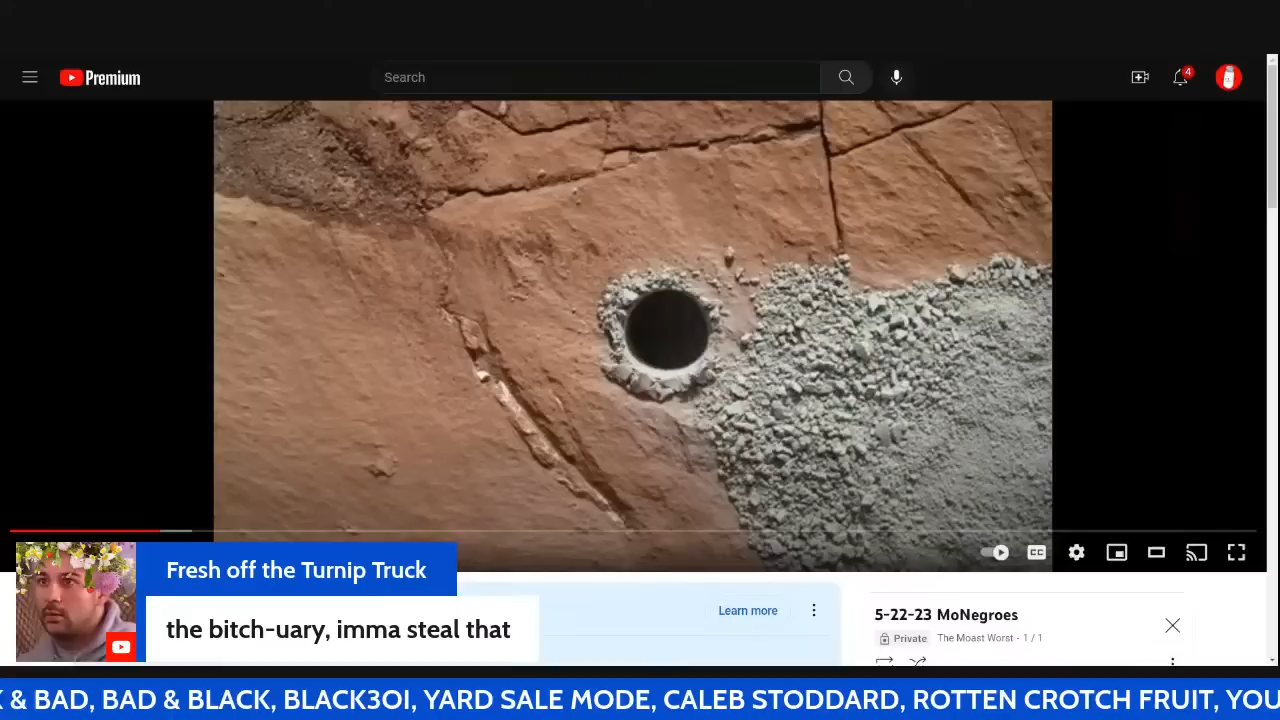 Premium
Search
4
CC
Fresh off the Turnip Truck
the bitch-uary, imma steal that
Learn more
5-22-23 MoNegroes
Private The Moast Worst - 1 / 1
& BAD, BAD & BLACK, BLACK3OI, YARD SALE MODE, CALEB STODDARD, ROTTEN CROTCH FRUIT, YOU